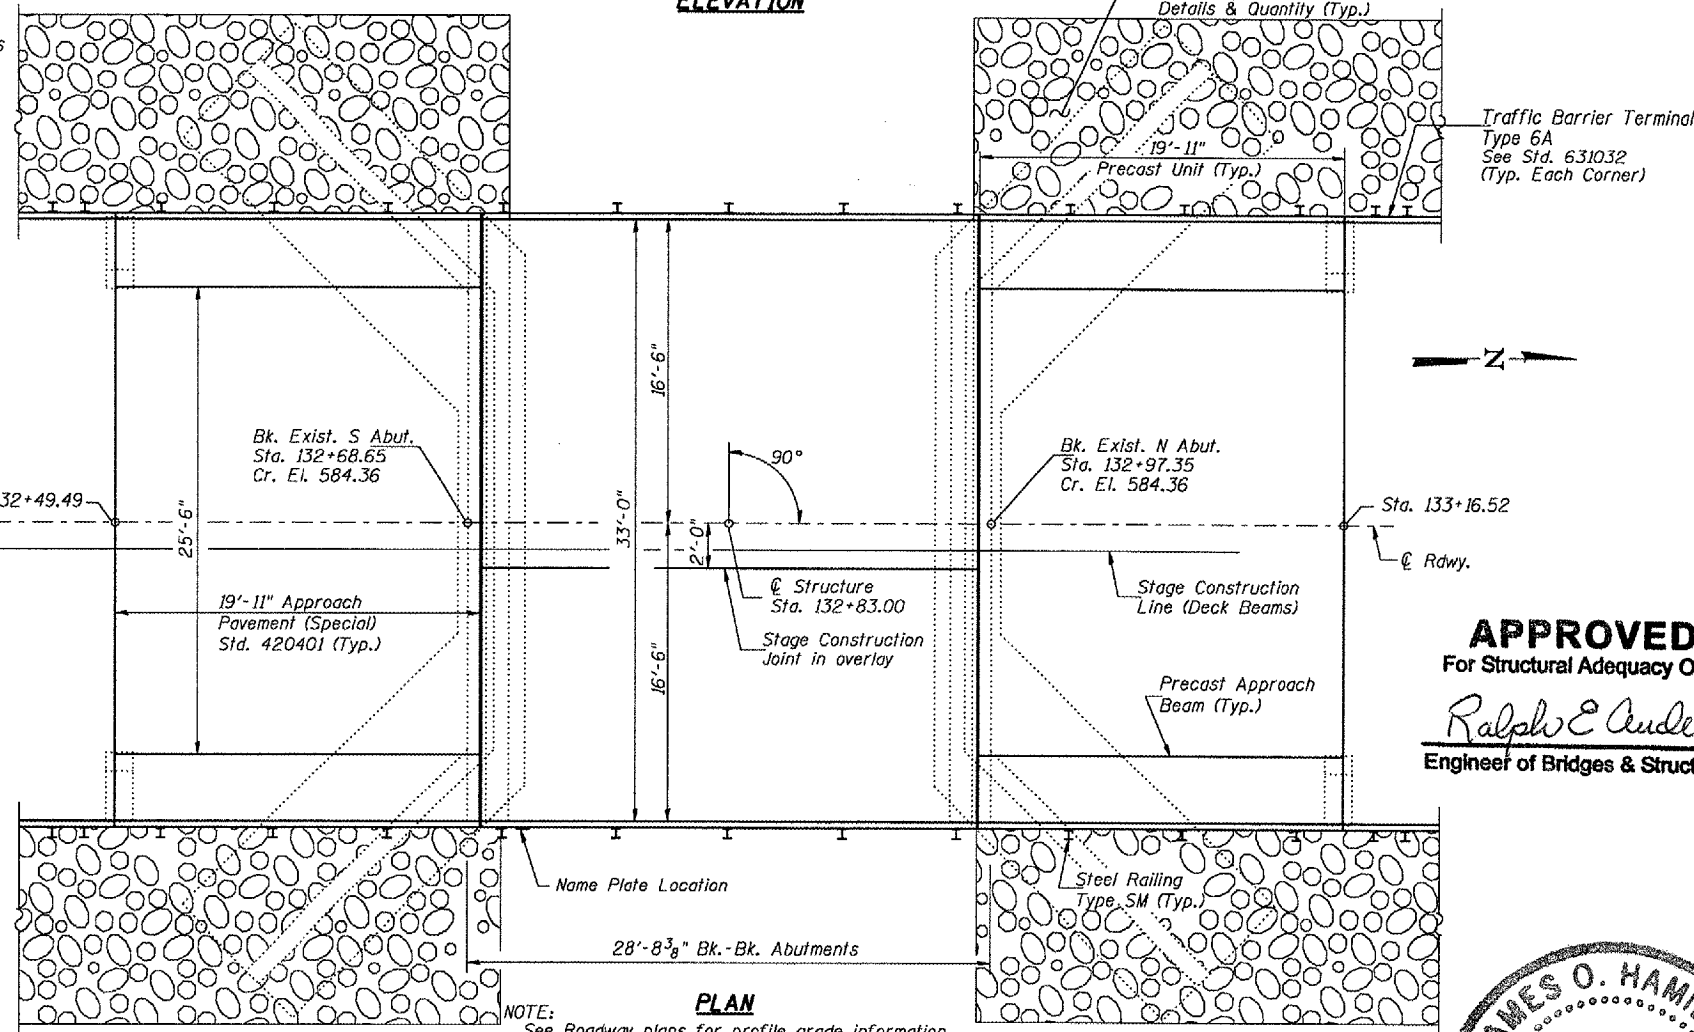 ELEVATION
Details & Quantity (Typ.)
Traffic Barrier Terminal
Type 6A
See Std. 631032
(Typ. Each Corner)
19'-11"
Precast Unit (Typ.)
16'-6"
Z
Bk. Exist. S Abut.
Sta. 132+68.65
Cr. El. 584.36
90°
Bk. Exist. N Abut.
Sta. 132+97.35
Cr. El. 584.36
32+49.49
Sta. 133+16.52
25'-6"
33'-0"
2'-0"
℄ Rdwy.
℄ Structure
Sta. 132+83.00
Stage Construction
Line (Deck Beams)
19'-11" Approach
Pavement (Special)
Std. 420401 (Typ.)
Stage Construction
Joint in overlay
16'-6"
APPROVED
For Structural Adequacy O
Precast Approach
Beam (Typ.)
Ralph E Ande
Engineer of Bridges & Struct
Name Plate Location
Steel Railing
Type SM (Typ.)
28'-8 3/8" Bk.-Bk. Abutments
PLAN
NOTE:
See Roadway plans for profile grade information
AMES O. HAM